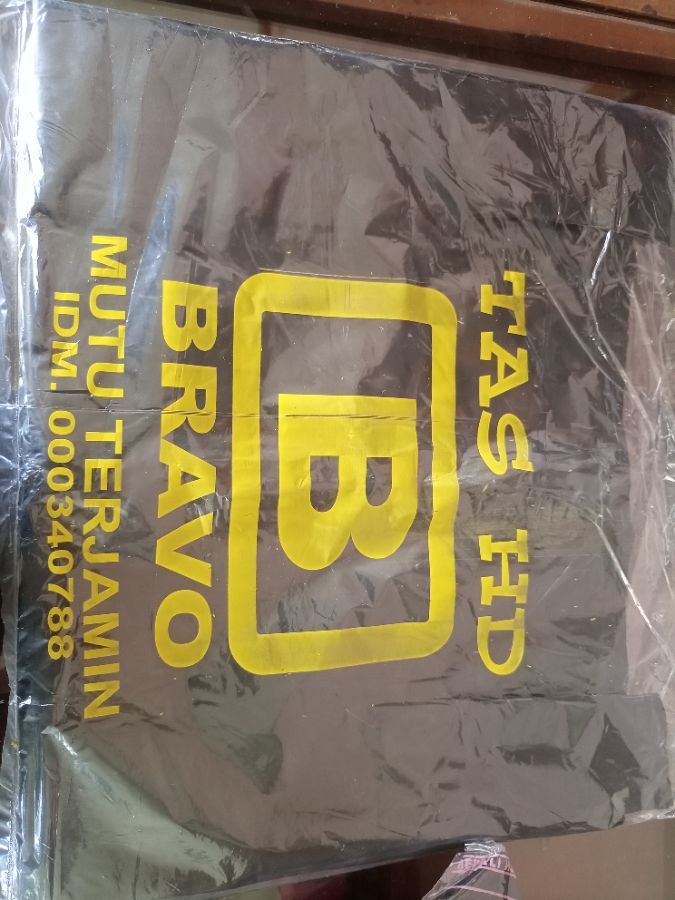 TAS HD
B
BRAVO
MUTU TERJAMIN
IDM. 000340788